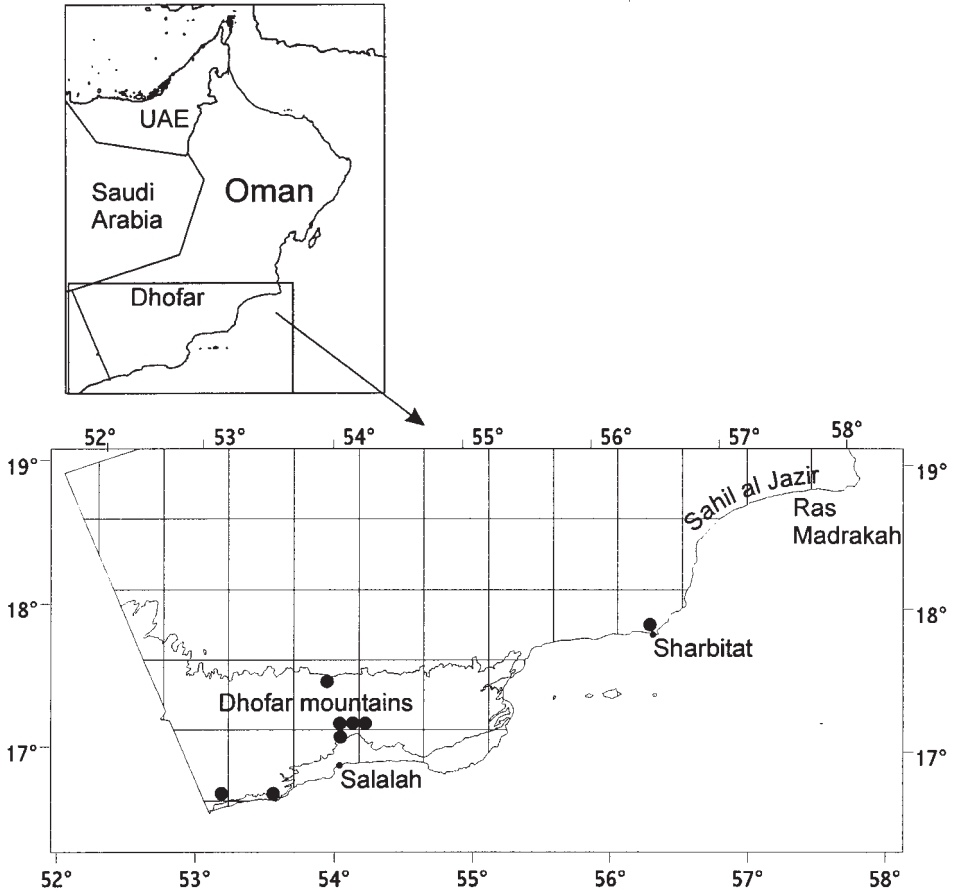 UAE
Saudi
Arabia
Oman
Dhofar
52° 53° 54° 55° 56° 57° 58°
19° 19°
Sahil al Jazir
Ras
Madrakah
18° 18°
Sharbitat
Dhofar mountains
17° 17°
Salalah
52° 53° 54° 55° 56° 57° 58°